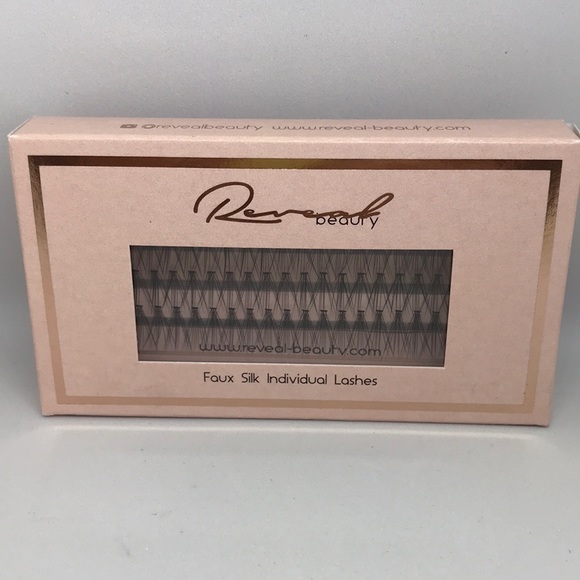 @revealbeauty www.reveal-beauty.com
Reveal
beauty
www.reveal-beauty.com
Faux Silk Individual Lashes